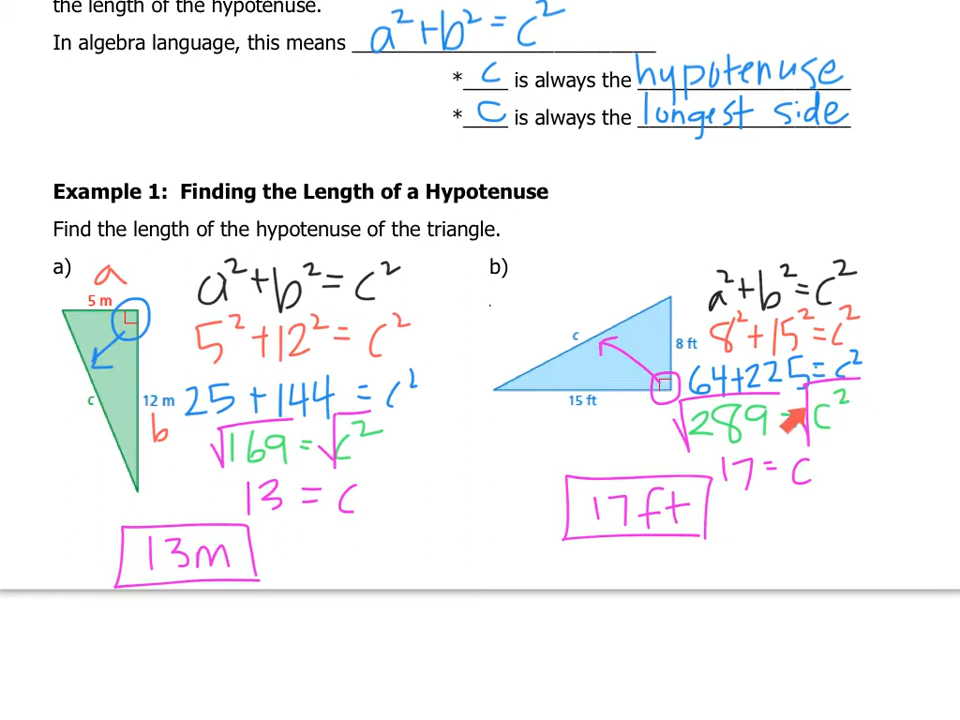 the length of the hypotenuse.
In algebra language, this means a² + b² = c²
* c is always the hypotenuse
* c is always the longest side
Example 1: Finding the Length of a Hypotenuse
Find the length of the hypotenuse of the triangle.
a)
a
5 m
c
12 m
b
a² + b² = c²
5² + 12² = c²
25 + 144 = c²
√169 = √c²
13 = c
13m
b)
c
8 ft
15 ft
a² + b² = c²
8² + 15² = c²
64 + 225 = c²
√289 = √c²
17 = c
17ft